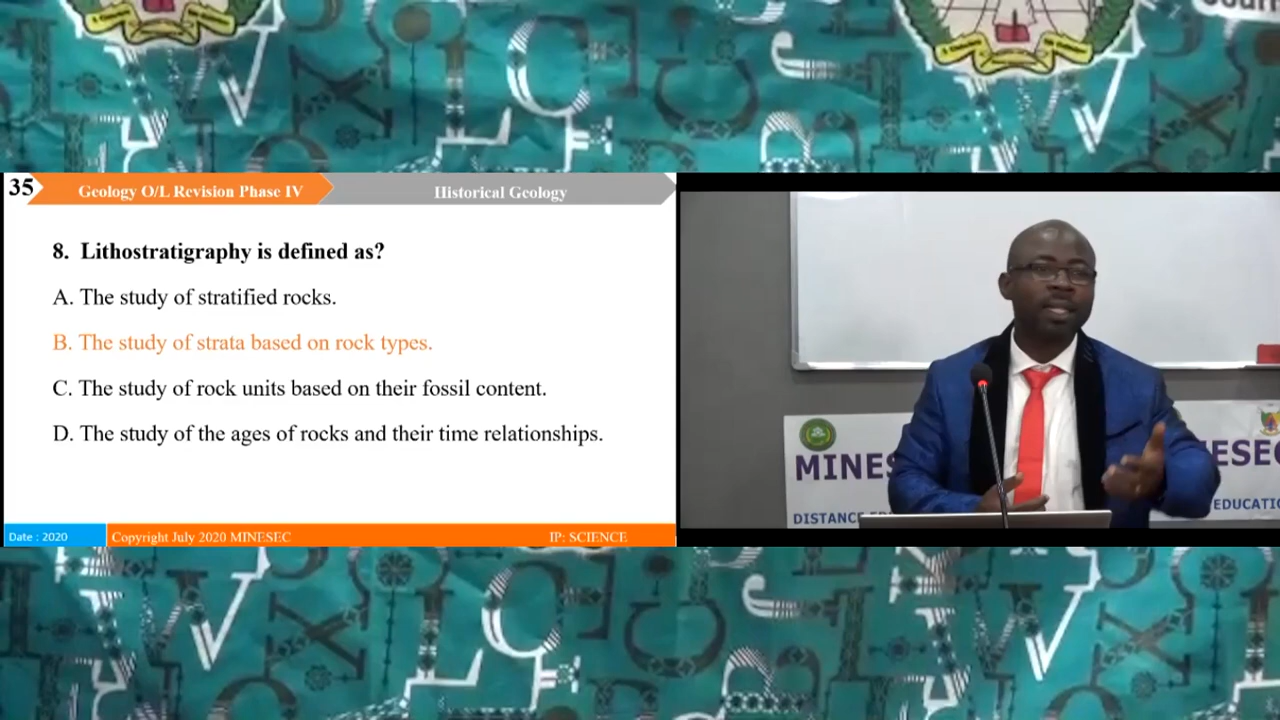 35
Geology O/L Revision Phase IV
Historical Geology
8. Lithostratigraphy is defined as?
A. The study of stratified rocks.
B. The study of strata based on rock types.
C. The study of rock units based on their fossil content.
D. The study of the ages of rocks and their time relationships.
Date : 2020
Copyright July 2020 MINESEC
IP: SCIENCE
MINES
ESEC
DISTANCE
EDUCATIO